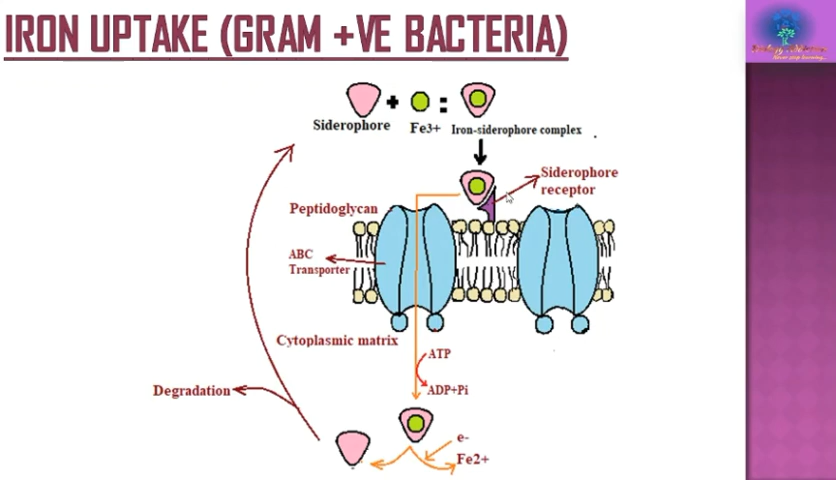 IRON UPTAKE (GRAM +VE BACTERIA)
+ :
Siderophore Fe3+ Iron-siderophore complex .
Siderophore
receptor
Peptidoglycan
ABC
Transporter
Cytoplasmic matrix
ATP
ADP+Pi
Degradation
e-
Fe2+